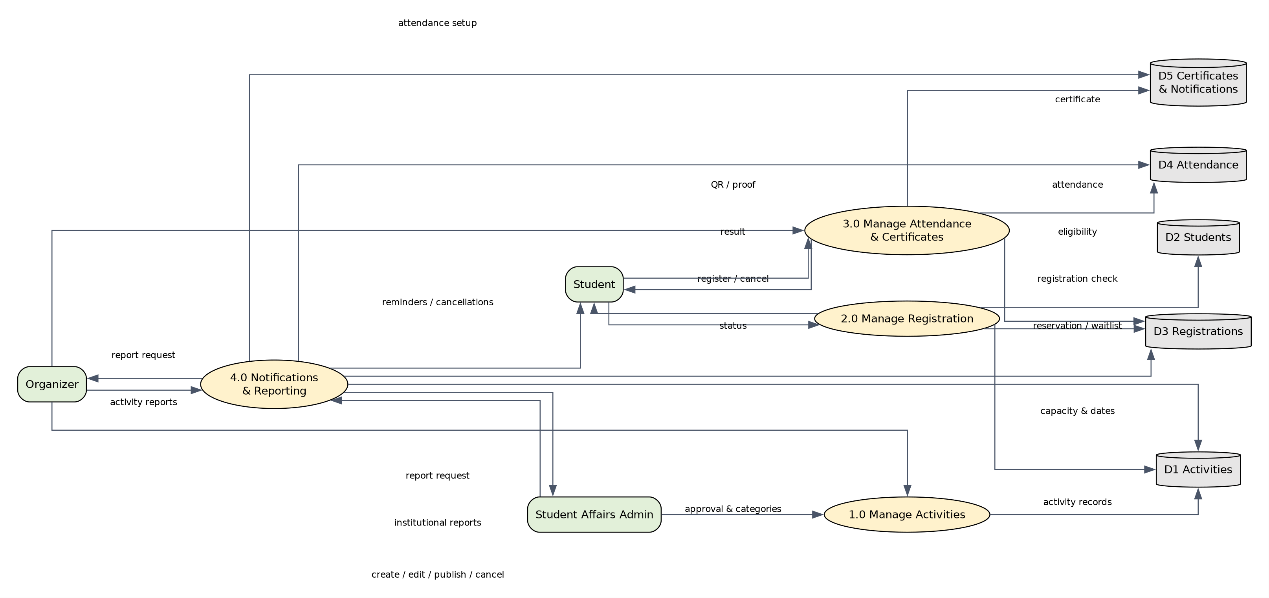 attendance setup
D5 Certificates
& Notifications
certificate
D4 Attendance
QR / proof
attendance
3.0 Manage Attendance
& Certificates
result
eligibility
D2 Students
Student
register / cancel
registration check
reminders / cancellations
2.0 Manage Registration
status
reservation / waitlist
D3 Registrations
report request
Organizer
4.0 Notifications
& Reporting
activity reports
capacity & dates
report request
D1 Activities
institutional reports
Student Affairs Admin
approval & categories
1.0 Manage Activities
activity records
create / edit / publish / cancel